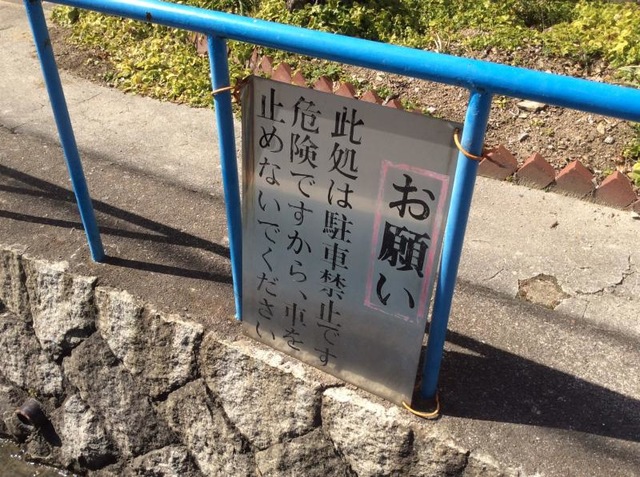 お願い
此処は駐車禁止です
危険ですから、車を
止めないでください